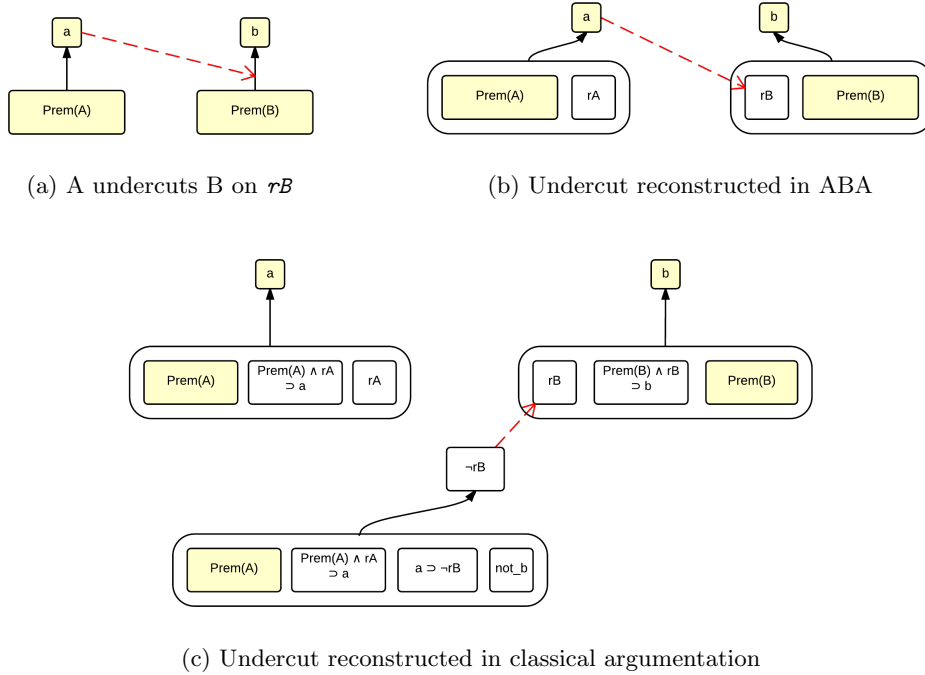 a
b
Prem(A)
Prem(B)
(a) A undercuts B on rB
a
b
Prem(A)
rA
rB
Prem(B)
(b) Undercut reconstructed in ABA
a
b
Prem(A)
Prem(A) ∧ rA
⊃ a
rA
rB
Prem(B) ∧ rB
⊃ b
Prem(B)
¬rB
Prem(A)
Prem(A) ∧ rA
⊃ a
a ⊃ ¬rB
not_b
(c) Undercut reconstructed in classical argumentation